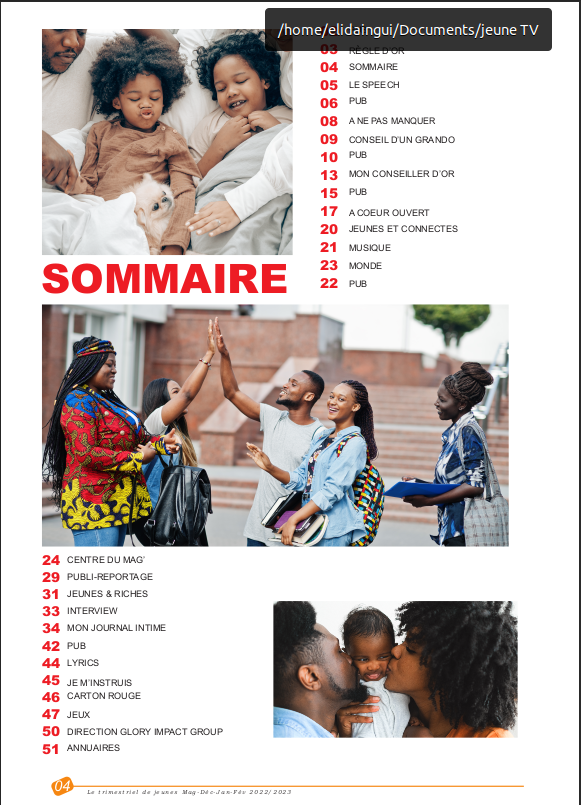 /home/elidaingui/Documents/jeune TV
03 RÈGLE D'OR
04 SOMMAIRE
05 LE SPEECH
06 PUB
08 A NE PAS MANQUER
09 CONSEIL D'UN GRANDO
10 PUB
13 MON CONSEILLER D'OR
15 PUB
17 A COEUR OUVERT
20 JEUNES ET CONNECTES
21 MUSIQUE
23 MONDE
22 PUB
SOMMAIRE
24 CENTRE DU MAG'
29 PUBLI-REPORTAGE
31 JEUNES & RICHES
33 INTERVIEW
34 MON JOURNAL INTIME
42 PUB
44 LYRICS
45 JE M'INSTRUIS
46 CARTON ROUGE
47 JEUX
50 DIRECTION GLORY IMPACT GROUP
51 ANNUAIRES
04 Le trimestriel de jeunes Mag-Déc-Jan-Fév 2022/2023